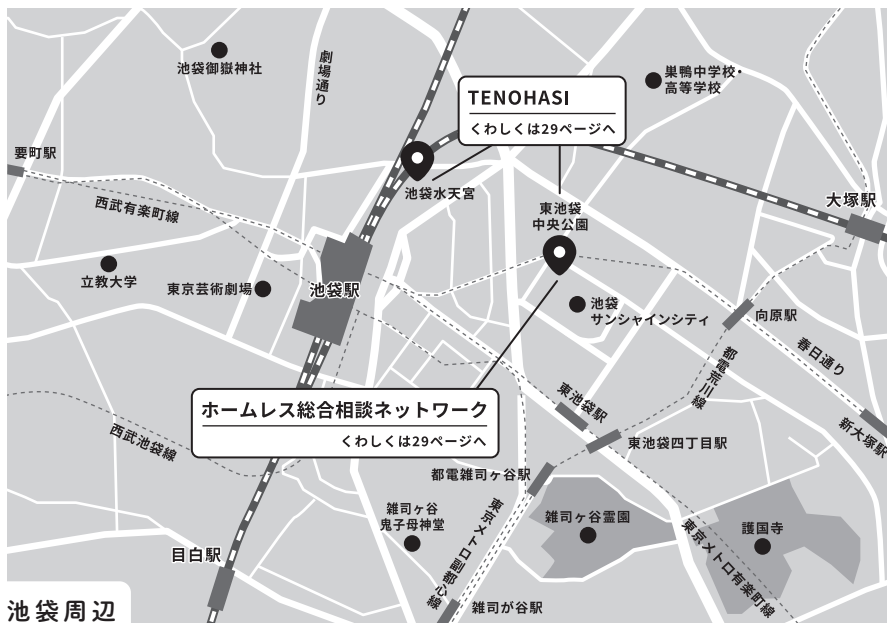 池袋御嶽神社
劇場通り
TENOHASI
くわしくは29ページへ
巣鴨中学校・
高等学校
要町駅
西武有楽町線
池袋水天宮
東池袋
中央公園
大塚駅
立教大学
東京芸術劇場
池袋駅
池袋
サンシャインシティ
向原駅
春日通り
都電荒川線
新大塚駅
ホームレス総合相談ネットワーク
くわしくは29ページへ
東池袋駅
東池袋四丁目駅
西武池袋線
都電雑司ヶ谷駅
雑司ヶ谷
鬼子母神堂
東京メトロ副都心線
雑司ヶ谷霊園
東京メトロ有楽町線
護国寺
目白駅
雑司が谷駅
池袋周辺